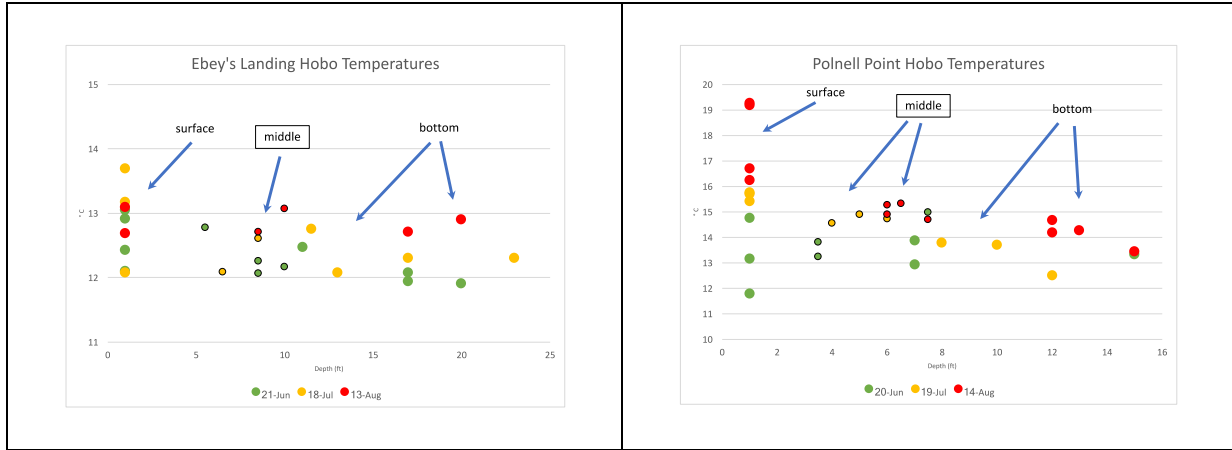 Ebey's Landing Hobo Temperatures
15
14
13
12
11
° C
surface
middle
bottom
0 5 10 15 20 25
Depth (ft)
21-Jun 18-Jul 13-Aug
Polnell Point Hobo Temperatures
20
19
18
17
16
15
14
13
12
11
10
° C
surface
middle
bottom
0 2 4 6 8 10 12 14 16
Depth (ft)
20-Jun 19-Jul 14-Aug